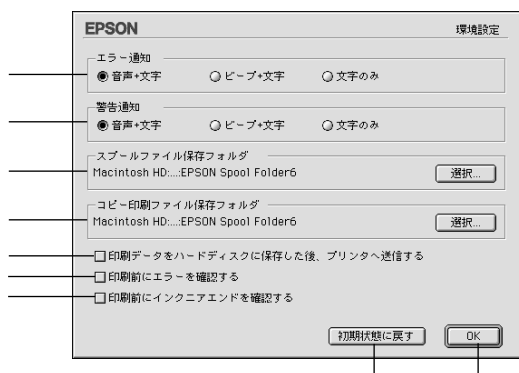 EPSON 環境設定
エラー通知
音声+文字 ビープ+文字 文字のみ
警告通知
音声+文字 ビープ+文字 文字のみ
スプールファイル保存フォルダ
Macintosh HD:...:EPSON Spool Folder6 選択...
コピー印刷ファイル保存フォルダ
Macintosh HD:...:EPSON Spool Folder6 選択...
印刷データをハードディスクに保存した後、プリンタへ送信する
印刷前にエラーを確認する
印刷前にインクニアエンドを確認する
初期状態に戻す OK